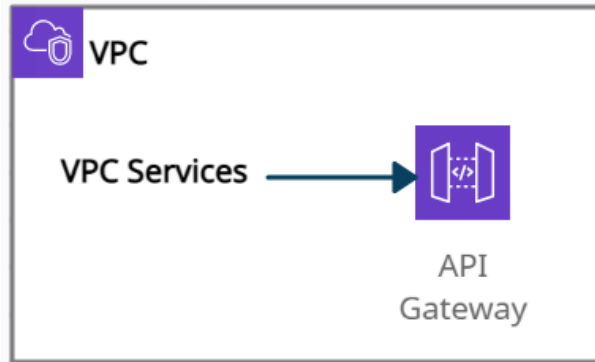 VPC
VPC Services
</>
API
Gateway